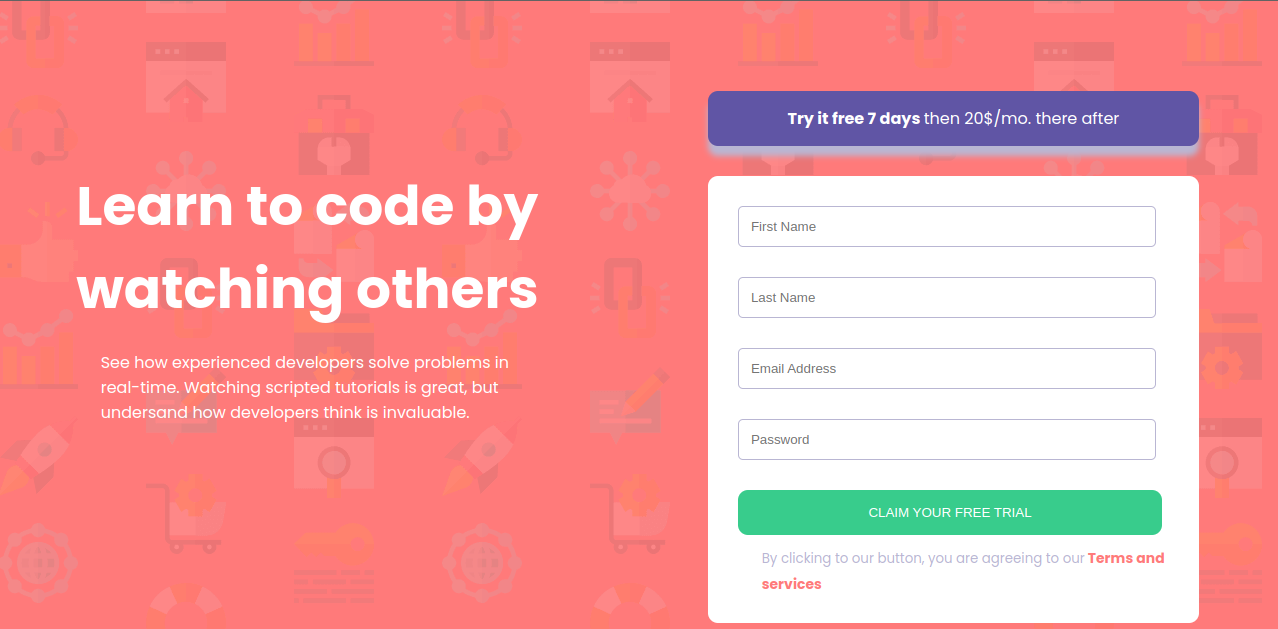 Learn to code by
watching others
See how experienced developers solve problems in
real-time. Watching scripted tutorials is great, but
undersand how developers think is invaluable.
Try it free 7 days then 20$/mo. there after
First Name
Last Name
Email Address
Password
CLAIM YOUR FREE TRIAL
By clicking to our button, you are agreeing to our Terms and
services